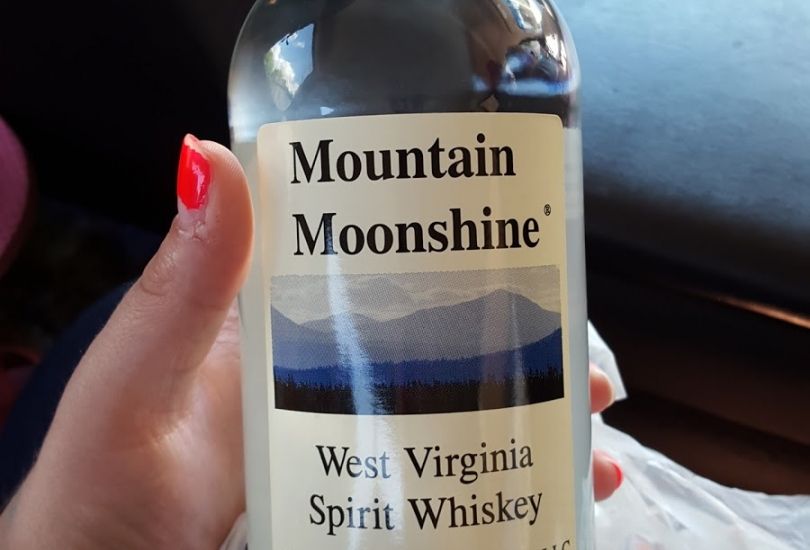 Mountain
Moonshine®
West Virginia
Spirit Whiskey